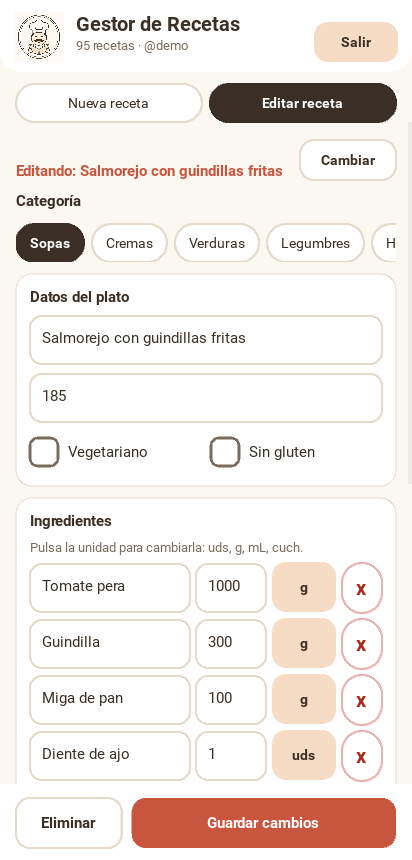 Gestor de Recetas
95 recetas · @demo
Salir
Nueva receta
Editar receta
Editando: Salmorejo con guindillas fritas
Cambiar
Categoría
Sopas
Cremas
Verduras
Legumbres
H
Datos del plato
Salmorejo con guindillas fritas
185
Vegetariano
Sin gluten
Ingredientes
Pulsa la unidad para cambiarla: uds, g, mL, cuch.
Tomate pera 1000 g X
Guindilla 300 g X
Miga de pan 100 g X
Diente de ajo 1 uds X
Eliminar
Guardar cambios